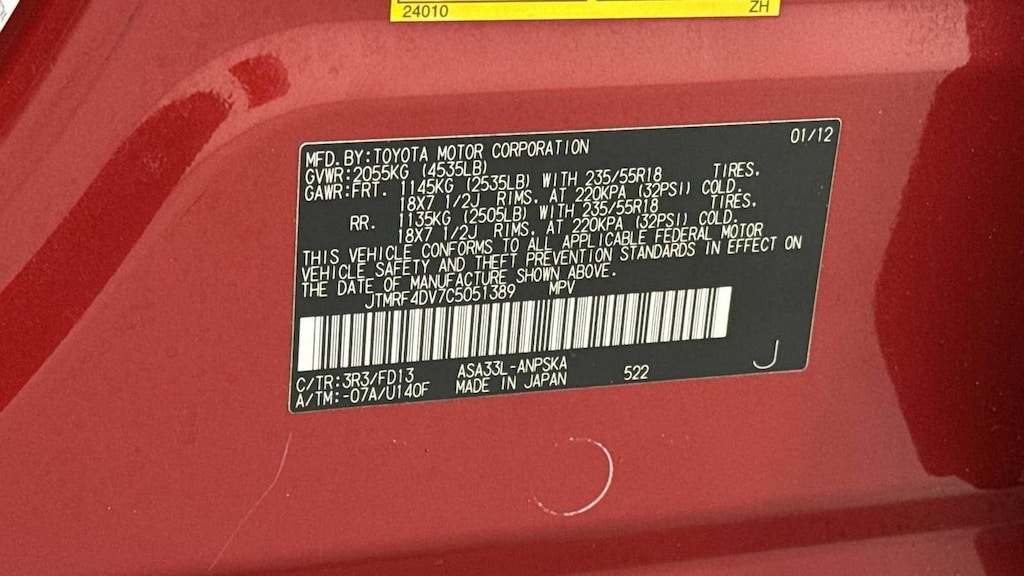 24010 ZH
MFD. BY: TOYOTA MOTOR CORPORATION 01/12
GVWR: 2055KG (4535LB)
GAWR: FRT. 1145KG (2535LB) WITH 235/55R18 TIRES.
18X7 1/2J RIMS. AT 220KPA (32PSI) COLD.
RR. 1135KG (2505LB) WITH 235/55R18 TIRES.
18X7 1/2J RIMS. AT 220KPA (32PSI) COLD.
THIS VEHICLE CONFORMS TO ALL APPLICABLE FEDERAL MOTOR
VEHICLE SAFETY AND THEFT PREVENTION STANDARDS IN EFFECT ON
THE DATE OF MANUFACTURE SHOWN ABOVE.
JTMRF4DV7C5051389 MPV
C/TR: 3R3/FD13 ASA33L-ANPSKA
A/TM: -07A/U140F MADE IN JAPAN 522 J